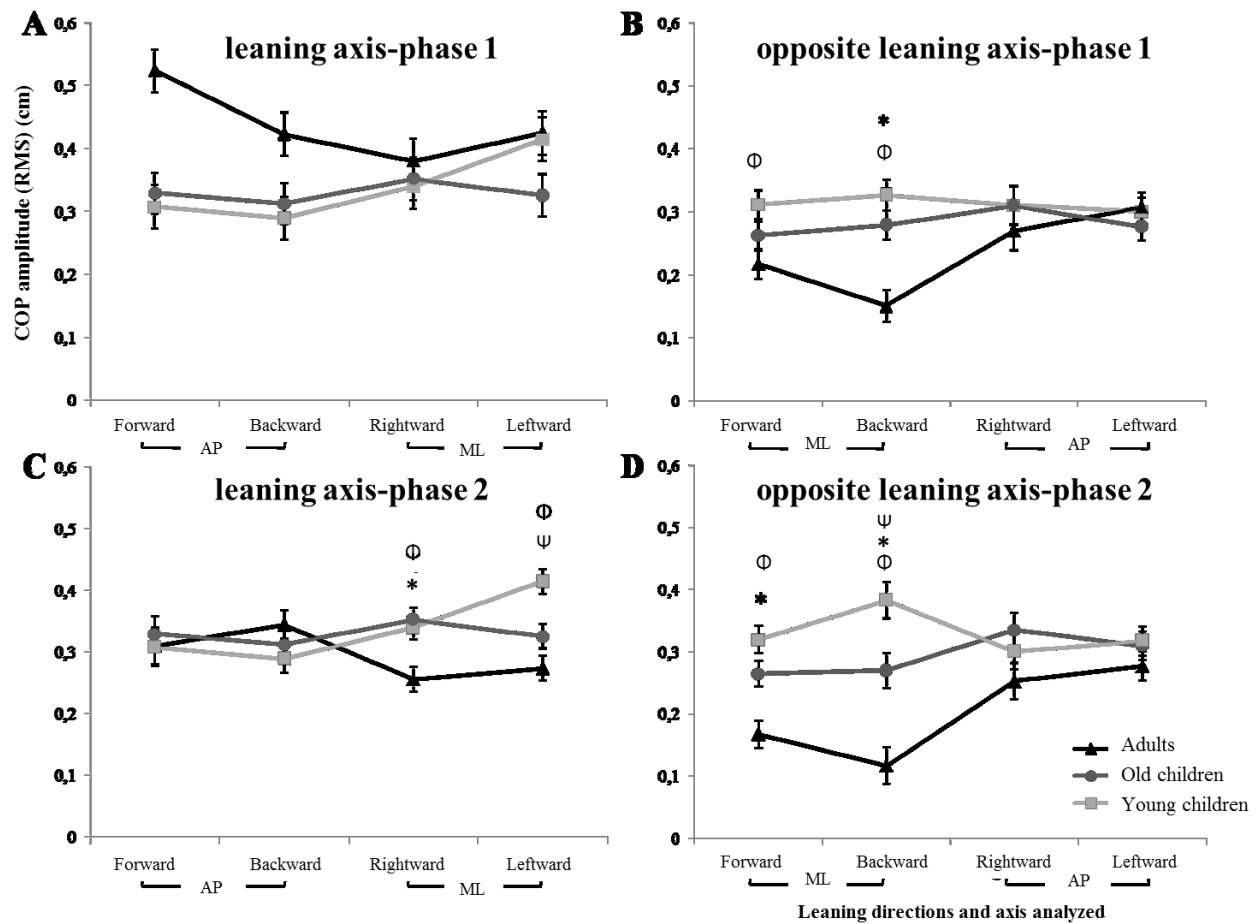 A
leaning axis-phase 1
COP amplitude (RMS) (cm)
0,6
0,5
0,4
0,3
0,2
0,1
0
Forward Backward Rightward Leftward
AP ML
B
opposite leaning axis-phase 1
0,6
0,5
0,4
0,3
0,2
0,1
0
*
Φ Φ
Forward Backward Rightward Leftward
ML AP
C
leaning axis-phase 2
0,6
0,5
0,4
0,3
0,2
0,1
0
Φ
Φ Ψ
*
Forward Backward Rightward Leftward
AP ML
D
opposite leaning axis-phase 2
0,6
0,5
0,4
0,3
0,2
0,1
0
Ψ
*
Φ Φ
*
Adults
Old children
Young children
Forward Backward Rightward Leftward
ML AP
Leaning directions and axis analyzed